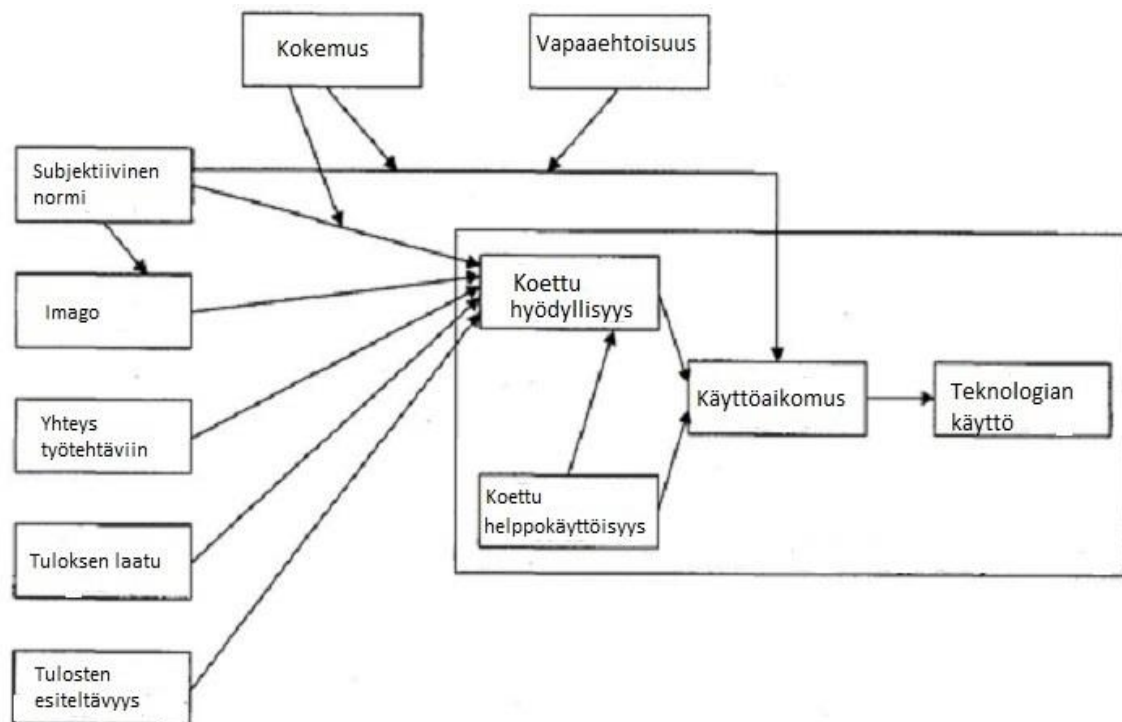 Kokemus
Vapaaehtoisuus
Subjektiivinen
normi
Imago
Koettu
hyödyllisyys
Yhteys
työtehtäviin
Käyttöaikomus
Teknologian
käyttö
Koettu
helppokäyttöisyys
Tuloksen laatu
Tulosten
esiteltävyys